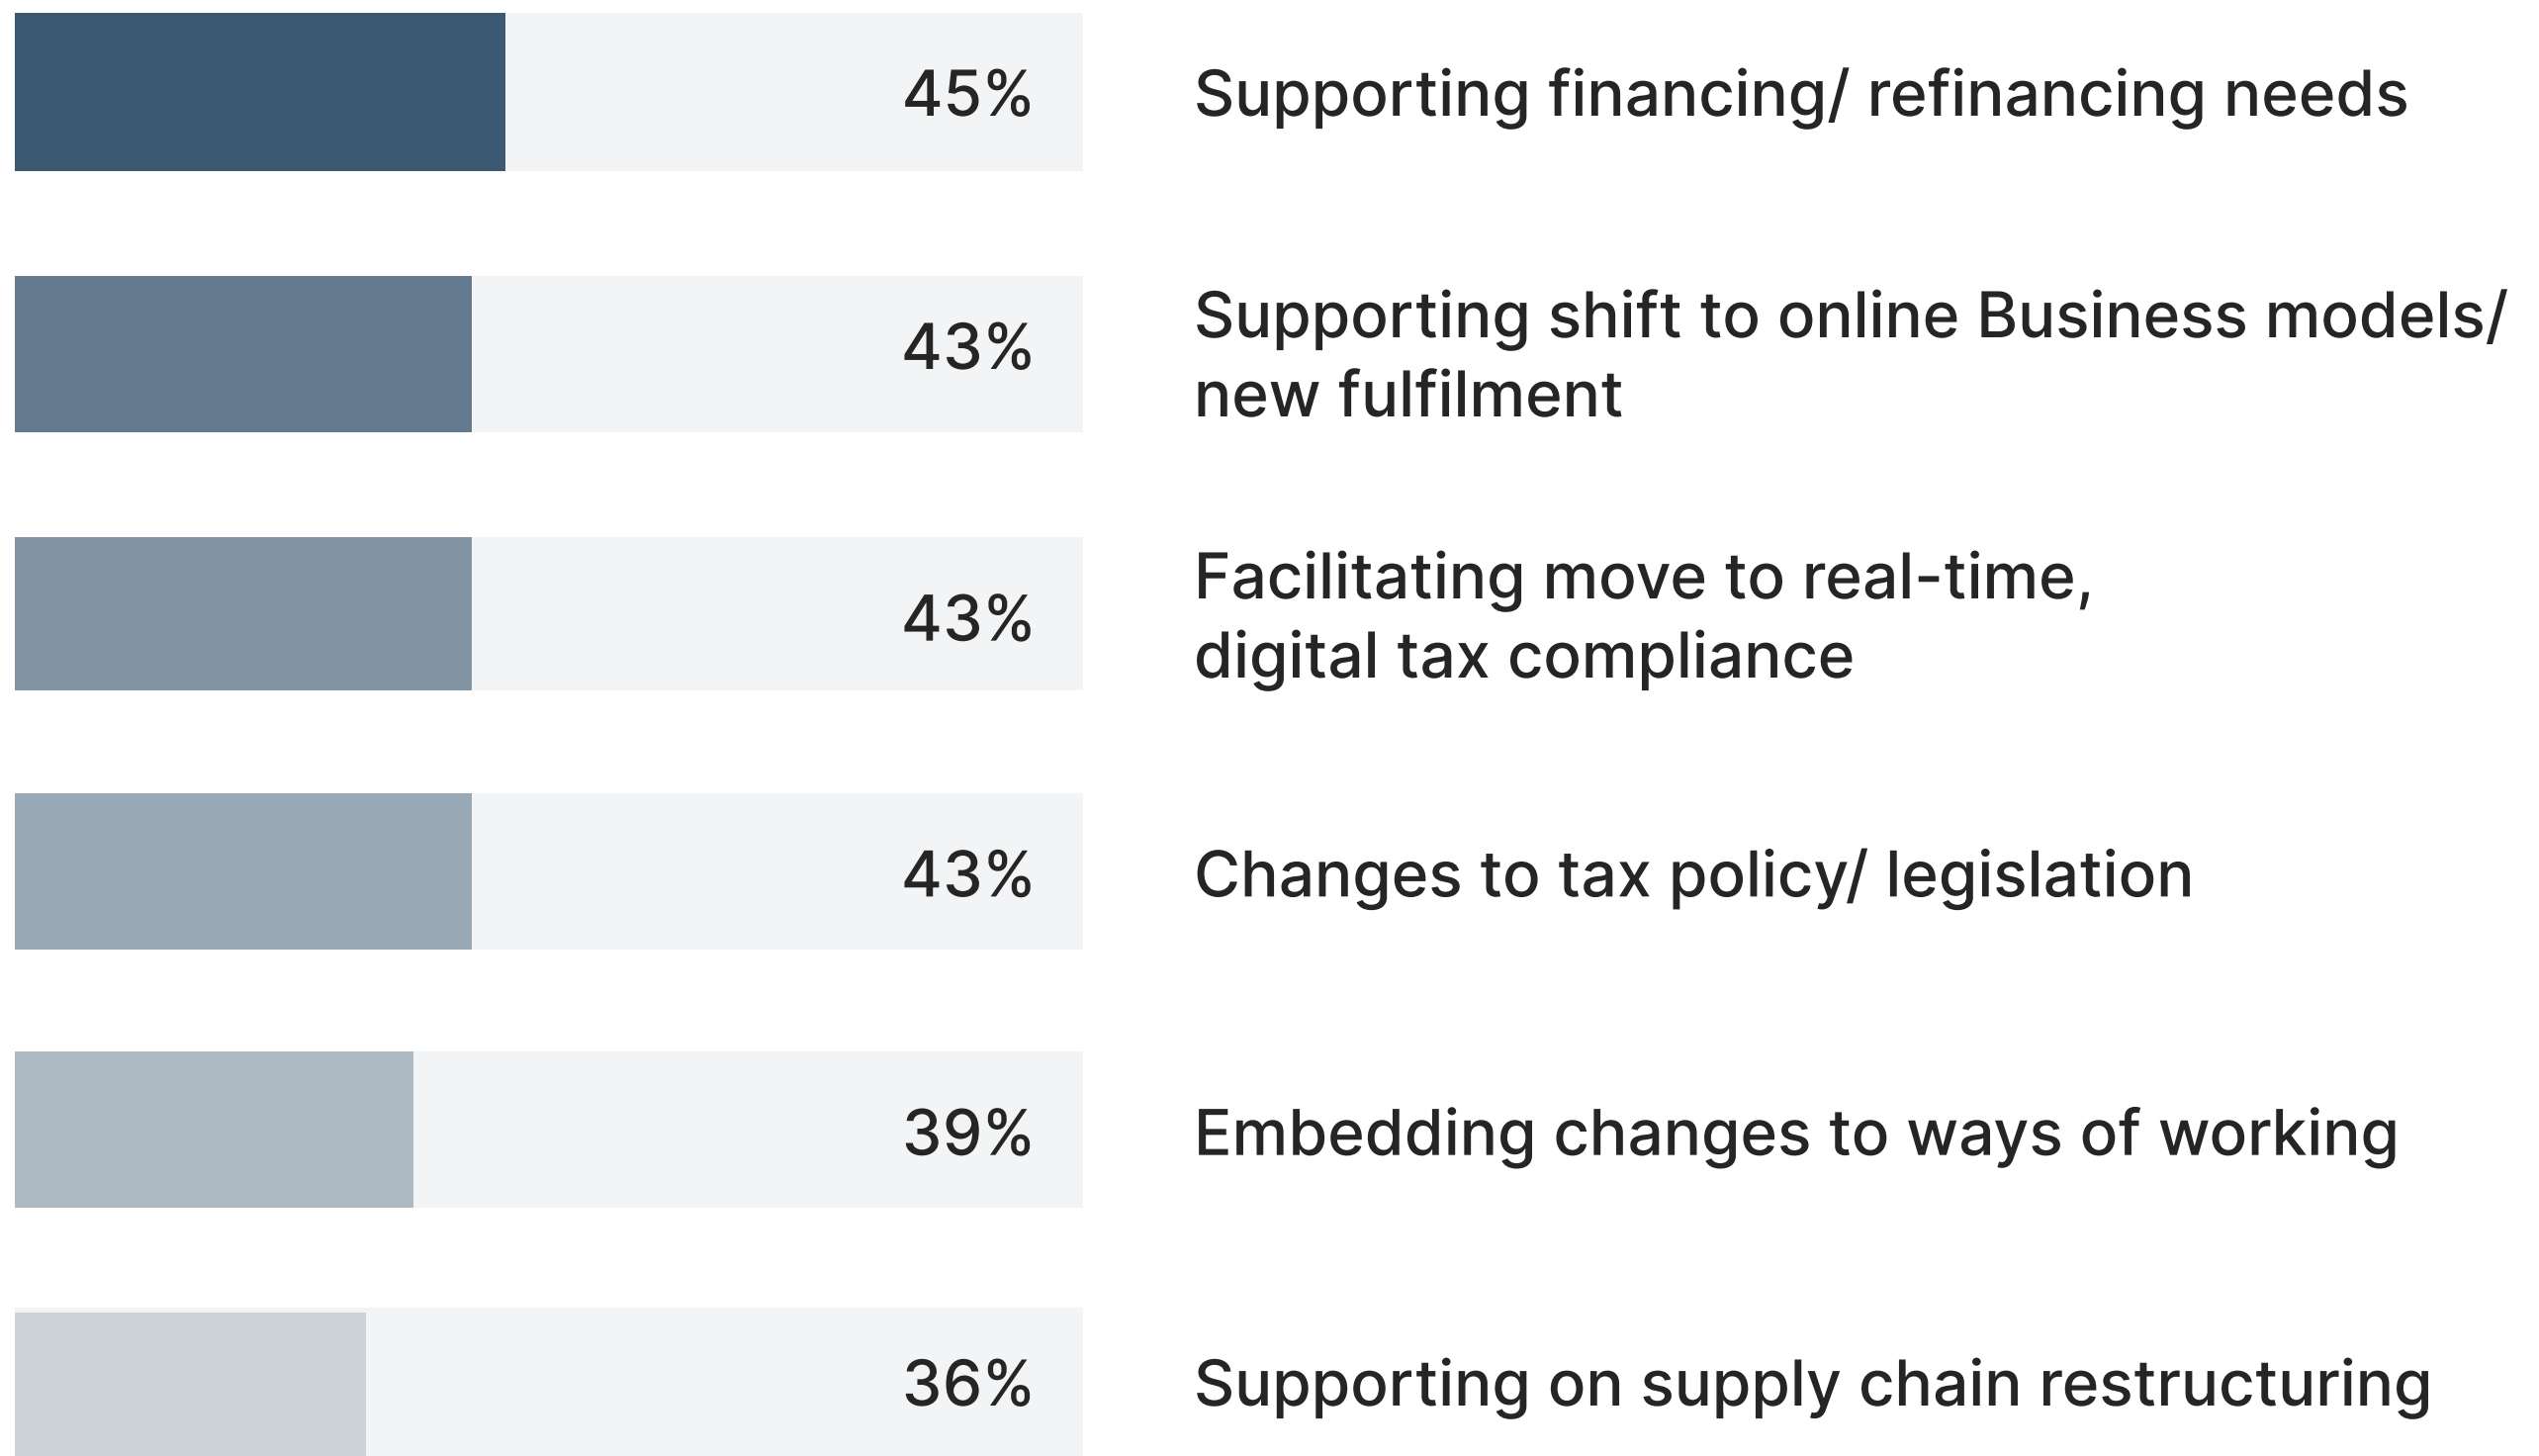 45% Supporting financing/ refinancing needs
43% Supporting shift to online Business models/
new fulfilment
43% Facilitating move to real-time,
digital tax compliance
43% Changes to tax policy/ legislation
39% Embedding changes to ways of working
36% Supporting on supply chain restructuring